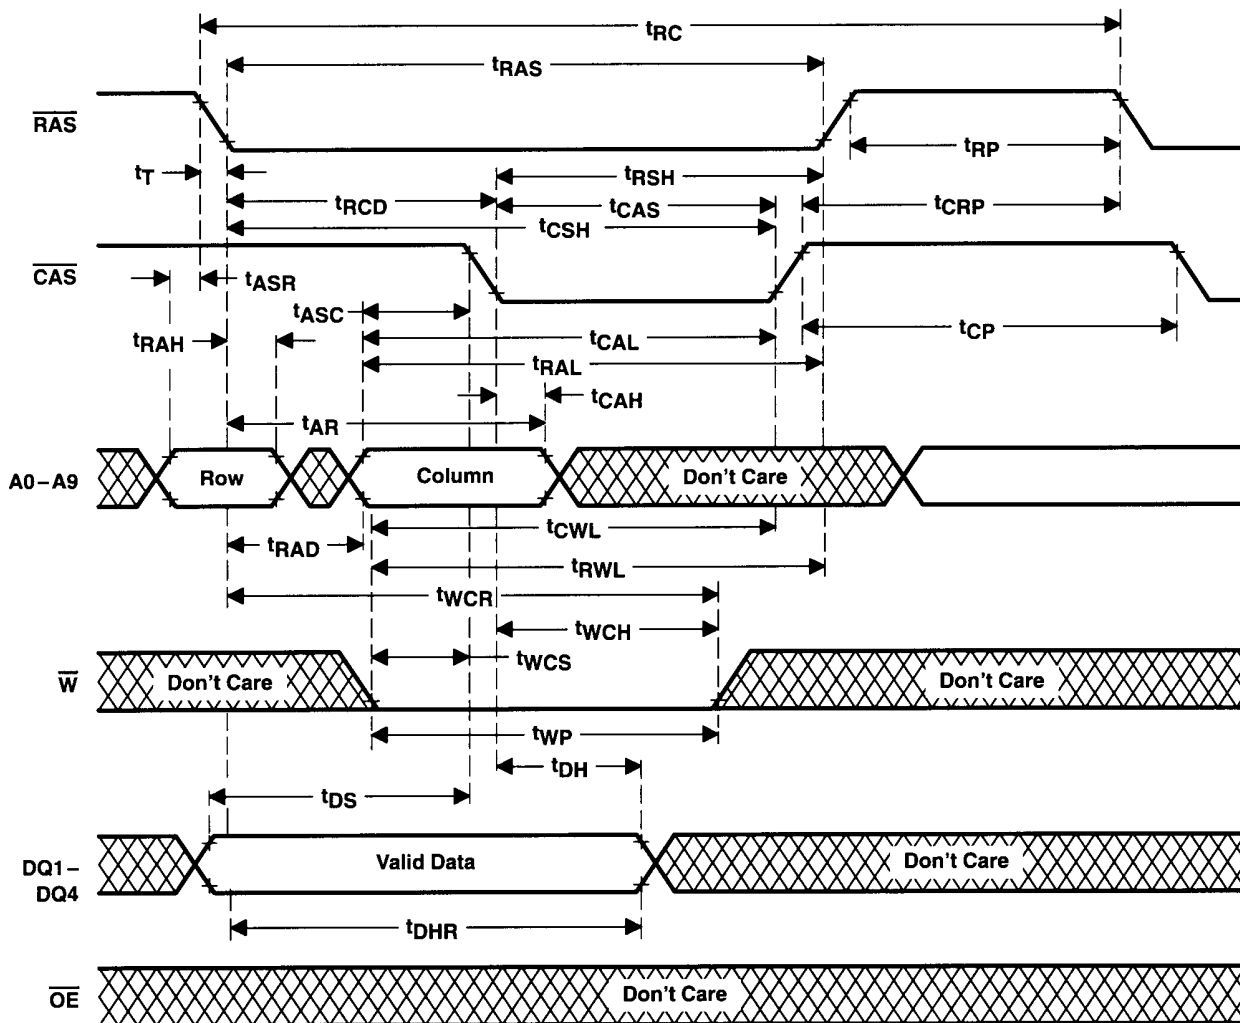 tRC
tRAS
RAS
tRP
tT
tRSH
tRCD
tCAS
tCRP
tCSH
CAS
tASR
tASC
tRAH
tCAL
tCP
tRAL
tCAH
tAR
A0–A9
Row
Column
Don't Care
tCWL
tRAD
tRWL
tWCR
tWCH
tWCS
W
Don't Care
Don't Care
tWP
tDH
tDS
DQ1–
DQ4
Valid Data
Don't Care
tDHR
OE
Don't Care